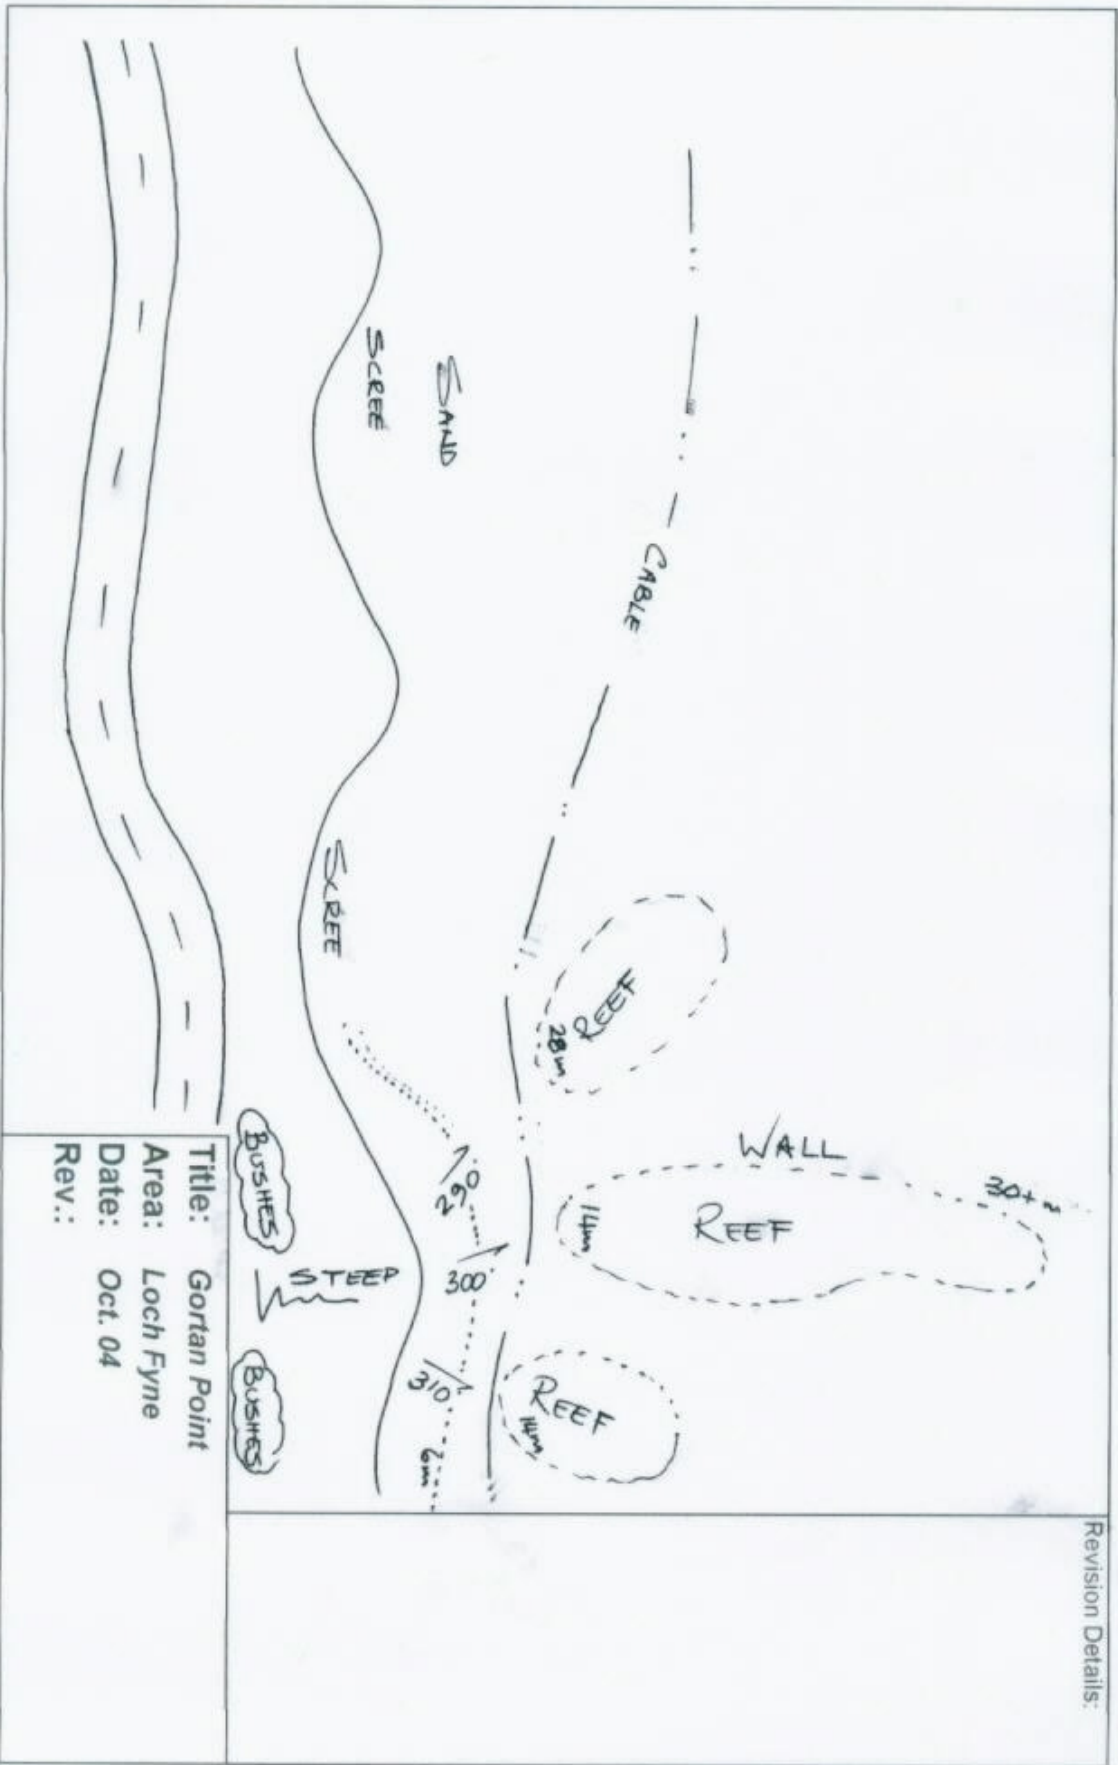 Revision Details:
30+ m
WALL
REEF
14m
REEF
28m
REEF
14m
CABLE
SAND
SCREE
SCREE
290
300
310
6m
STEEP
BUSHES
BUSHES
Title: Gortan Point
Area: Loch Fyne
Date: Oct. 04
Rev.: